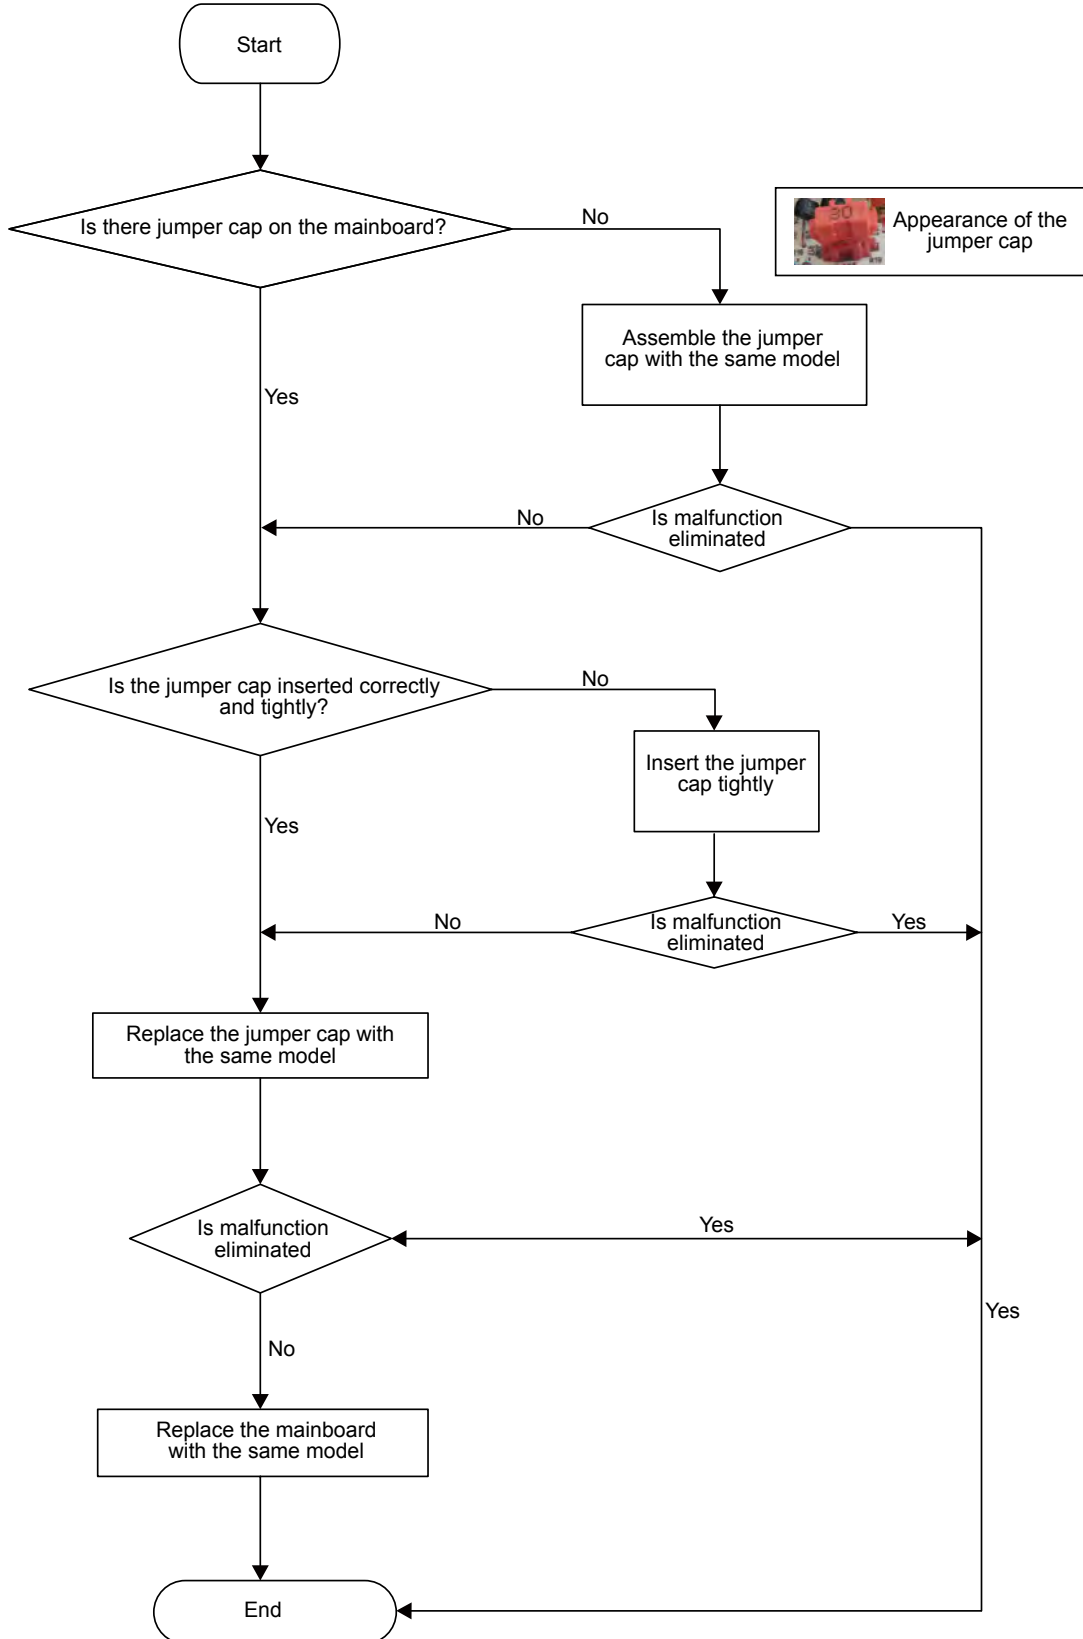 Start
Is there jumper cap on the mainboard?
No
30
Appearance of the
jumper cap
Assemble the jumper
cap with the same model
Yes
No
Is malfunction
eliminated
Is the jumper cap inserted correctly
and tightly?
No
Insert the jumper
cap tightly
Yes
No
Is malfunction
eliminated
Yes
Replace the jumper cap with
the same model
Is malfunction
eliminated
Yes
Yes
No
Replace the mainboard
with the same model
End